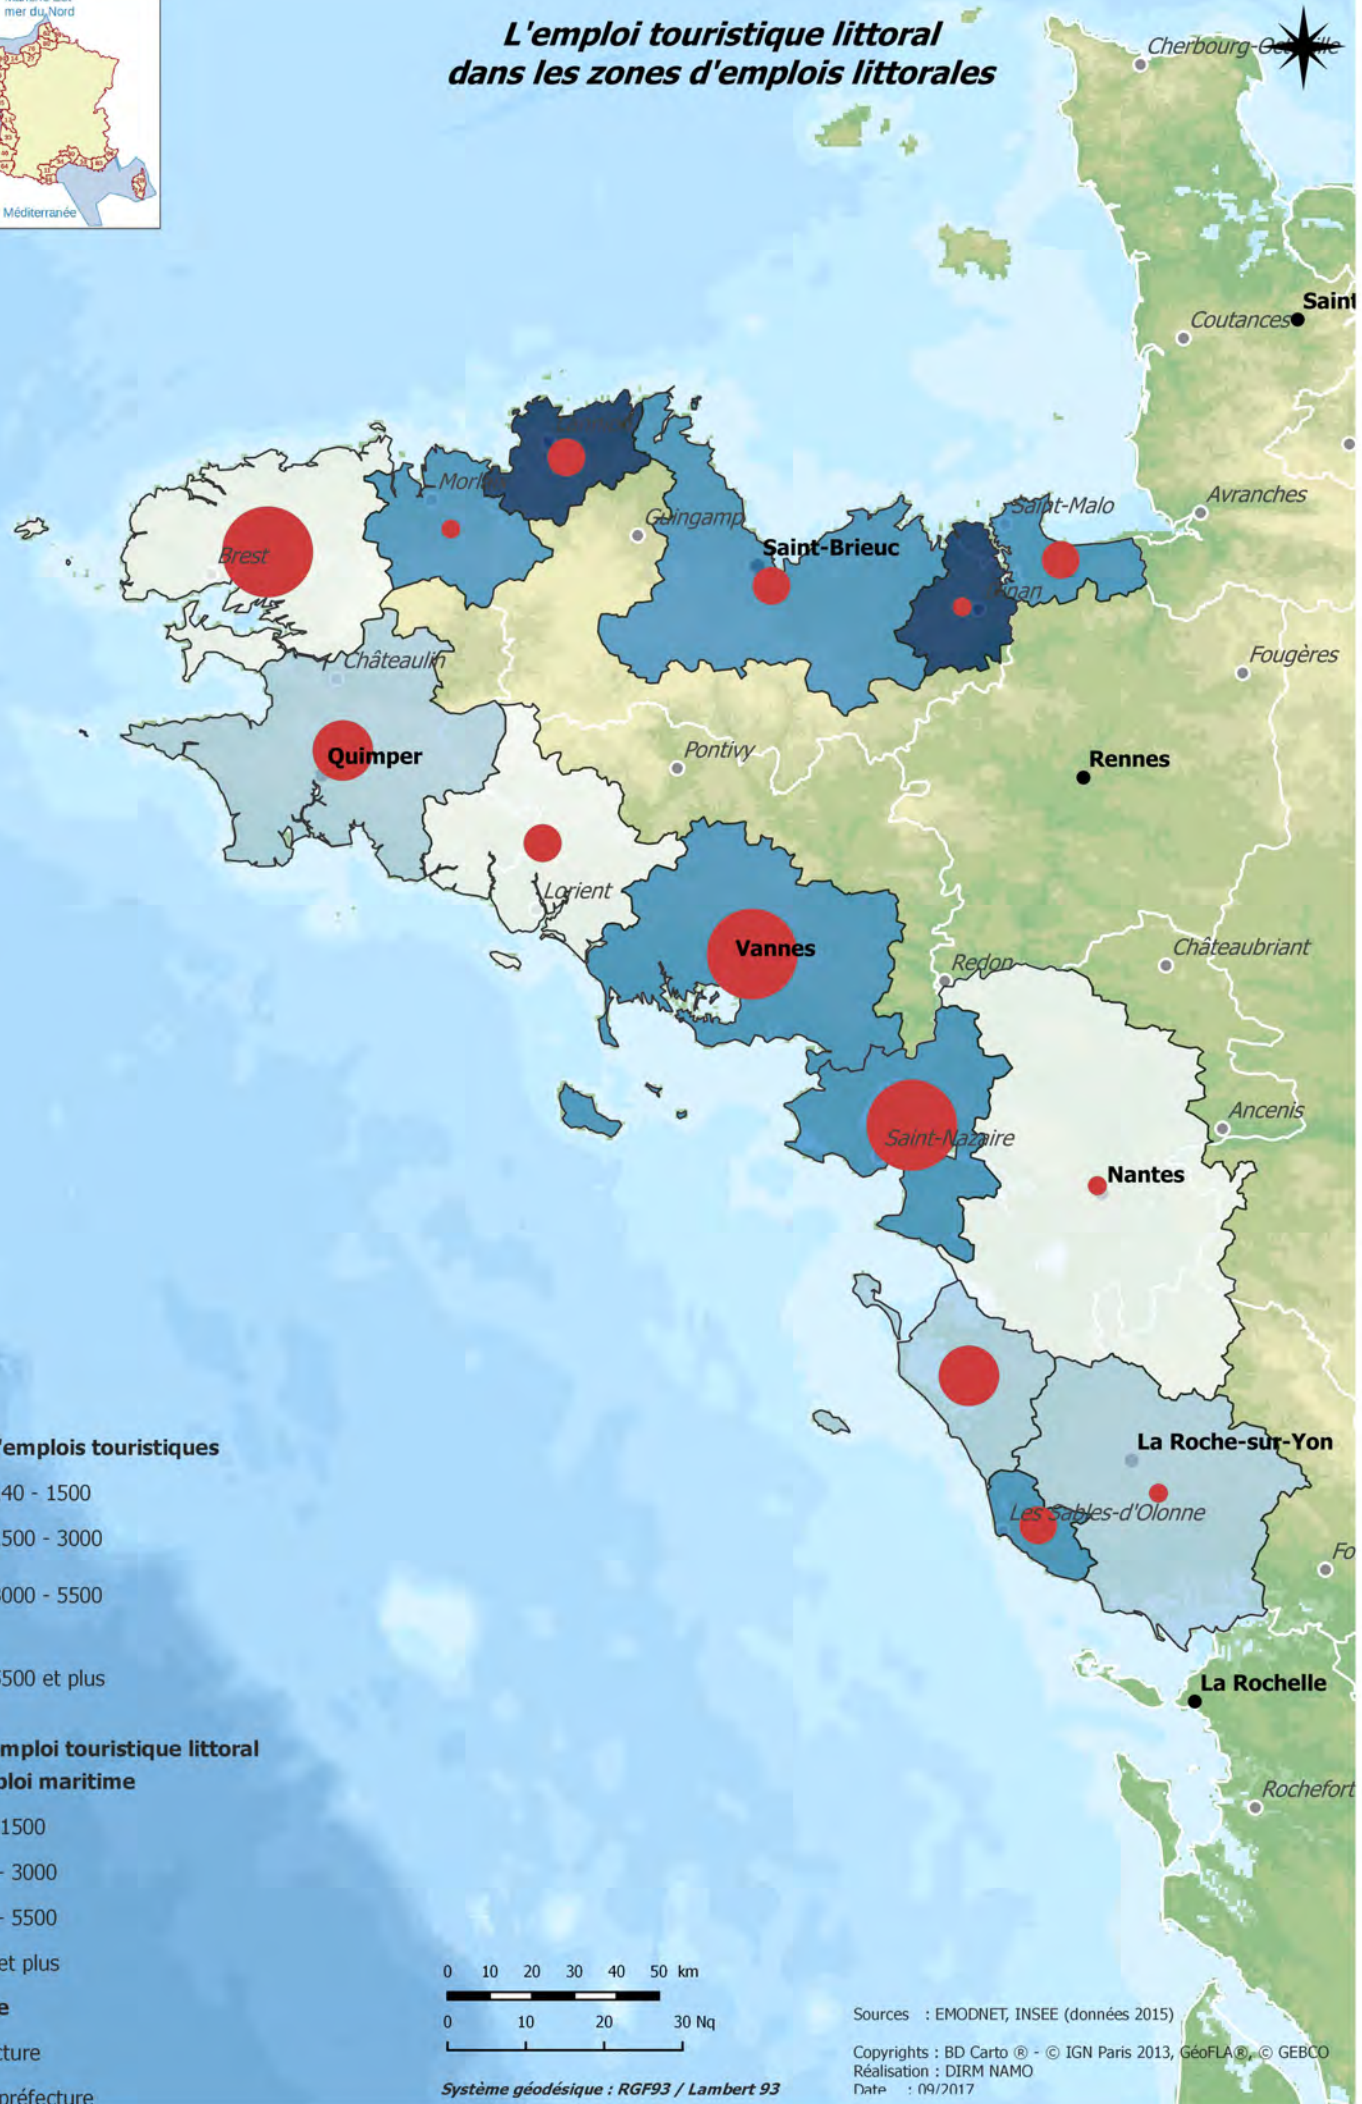 mer du Nord
Méditerranée
L'emploi touristique littoral
dans les zones d'emplois littorales
Saint
Coutances
Avranches
Guingamp
Saint-Malo
Saint-Brieuc
Brest
Fougères
Châteaulin
Quimper
Pontivy
Rennes
Lorient
Vannes
Redon
Châteaubriant
Ancenis
Saint-Nazaire
Nantes
La Roche-sur-Yon
Les Sables-d'Olonne
Fo
La Rochelle
Rochefort
'emplois touristiques
40 - 1500
500 - 3000
000 - 5500
500 et plus
mploi touristique littoral
ploi maritime
1500
- 3000
- 5500
et plus
e
cture
préfecture
0 10 20 30 40 50 km
0 10 20 30 Nq
Système géodésique : RGF93 / Lambert 93
Sources : EMODNET, INSEE (données 2015)
Copyrights : BD Carto ® - © IGN Paris 2013, GéoFLA®, © GEBCO
Réalisation : DIRM NAMO
Date : 09/2017